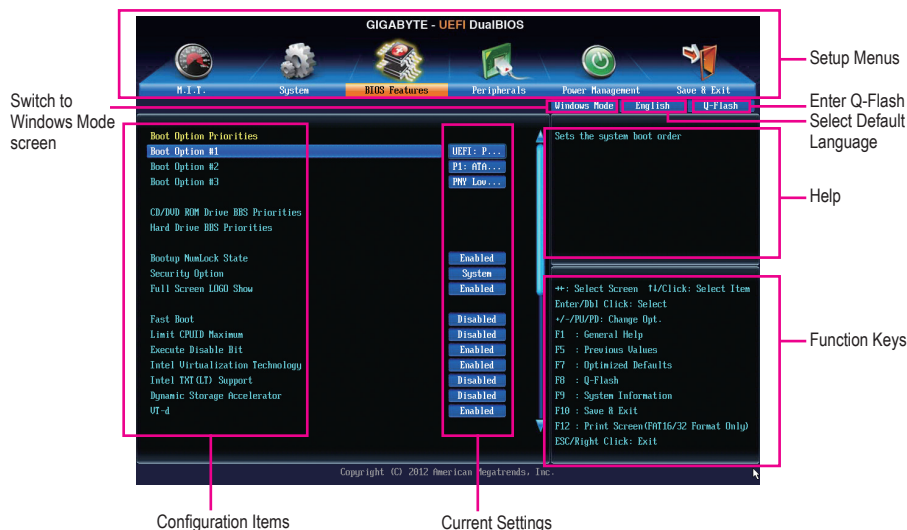 GIGABYTE - UEFI DualBIOS
M.I.T. System BIOS Features Peripherals Power Management Save & Exit
Setup Menus
Windows Mode English Q-Flash
Switch to
Windows Mode
screen
Enter Q-Flash
Select Default
Language
Boot Option Priorities
Boot Option #1 UEFI: P...
Boot Option #2 P1: ATA...
Boot Option #3 PNY Lov...
CD/DVD ROM Drive BBS Priorities
Hard Drive BBS Priorities
Bootup NumLock State Enabled
Security Option System
Full Screen LOGO Show Enabled
Fast Boot Disabled
Limit CPUID Maximum Disabled
Execute Disable Bit Enabled
Intel Virtualization Technology Enabled
Intel TXT(LT) Support Disabled
Dynamic Storage Accelerator Disabled
VT-d Enabled
Sets the system boot order
Help
→←: Select Screen ↑↓/Click: Select Item
Enter/Dbl Click: Select
+/-/PU/PD: Change Opt.
F1 : General Help
F5 : Previous Values
F7 : Optimized Defaults
F8 : Q-Flash
F9 : System Information
F10 : Save & Exit
F12 : Print Screen(FAT16/32 Format Only)
ESC/Right Click: Exit
Function Keys
Copyright (C) 2012 American Megatrends, Inc.
Configuration Items
Current Settings